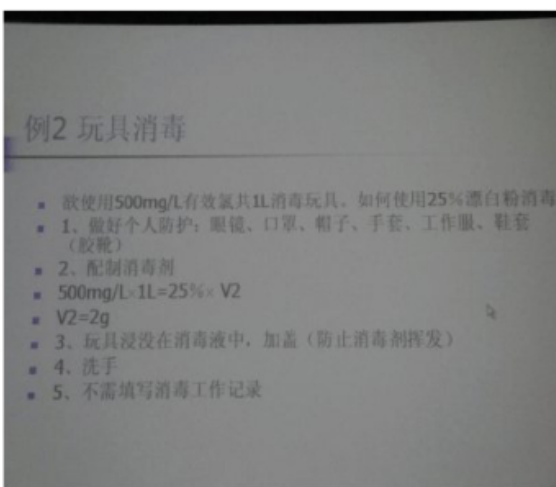 例2 玩具消毒
欲使用500mg/L有效氯共1L消毒玩具。如何使用25%漂白粉消毒
1、做好个人防护：眼镜、口罩、帽子、手套、工作服、鞋套
（胶靴）
2、配制消毒剂
500mg/L×1L=25%× V2
V2=2g
3、玩具浸没在消毒液中，加盖（防止消毒剂挥发）
4、洗手
5、不需填写消毒工作记录